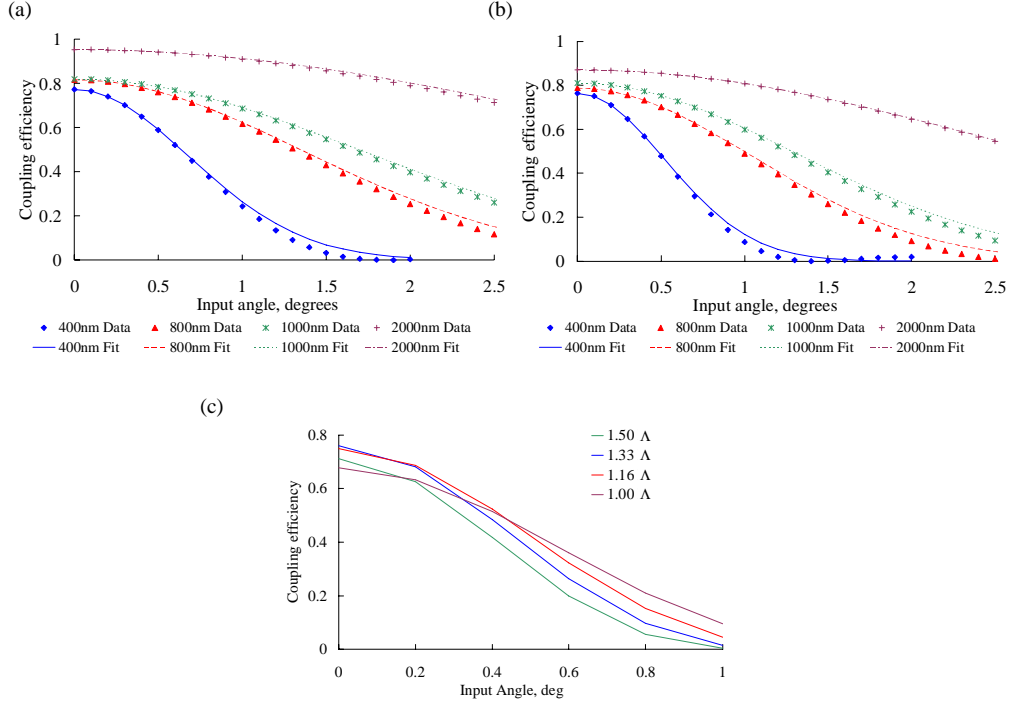 (a)
1
0.8
0.6
0.4
0.2
0
Coupling efficiency
0 0.5 1 1.5 2 2.5
Input angle, degrees
400nm Data 800nm Data 1000nm Data 2000nm Data
400nm Fit 800nm Fit 1000nm Fit 2000nm Fit
(b)
1
0.8
0.6
0.4
0.2
0
Coupling efficiency
0 0.5 1 1.5 2 2.5
Input angle, degrees
400nm Data 800nm Data 1000nm Data 2000nm Data
400nm Fit 800nm Fit 1000nm Fit 2000nm Fit
(c)
0.8
0.6
0.4
0.2
0
Coupling efficiency
1.50 Λ
1.33 Λ
1.16 Λ
1.00 Λ
0 0.2 0.4 0.6 0.8 1
Input Angle, deg